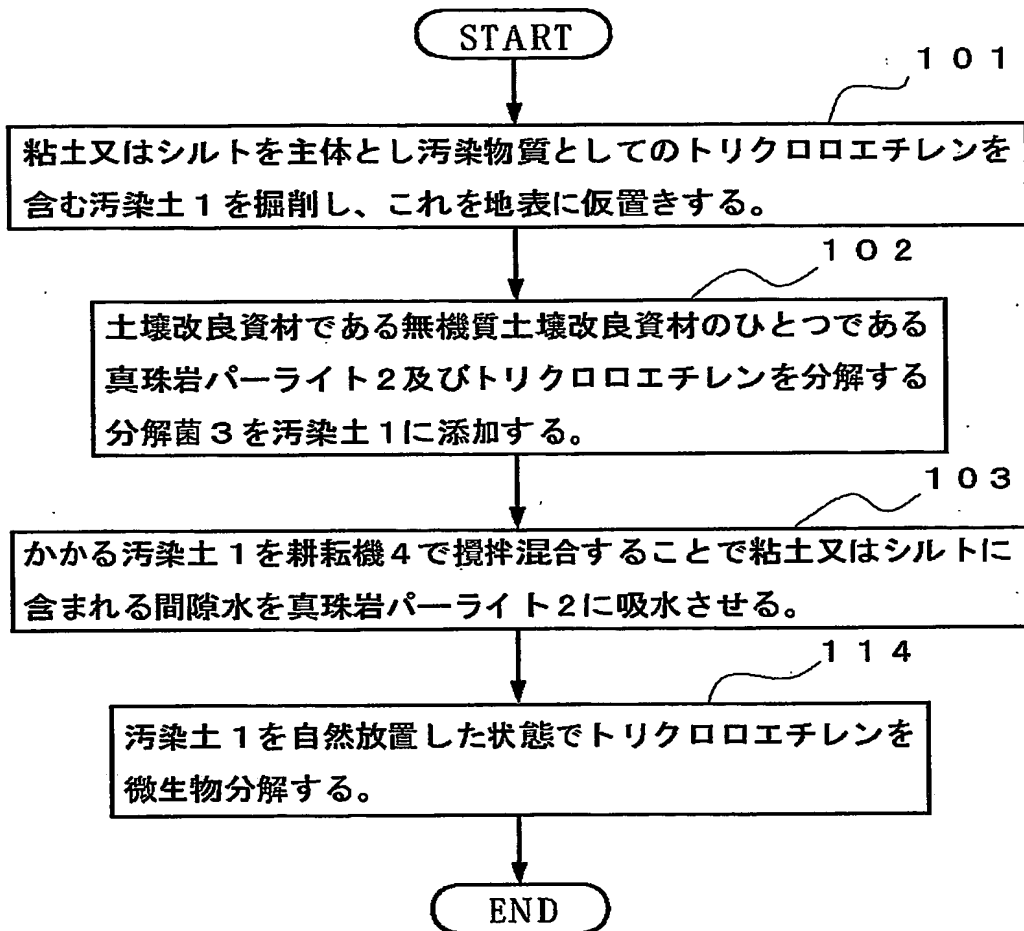 START
１０１
粘土又はシルトを主体とし汚染物質としてのトリクロロエチレンを
含む汚染土１を掘削し、これを地表に仮置きする。
１０２
土壌改良資材である無機質土壌改良資材のひとつである
真珠岩パーライト２及びトリクロロエチレンを分解する
分解菌３を汚染土１に添加する。
１０３
かかる汚染土１を耕耘機４で攪拌混合することで粘土又はシルトに
含まれる間隙水を真珠岩パーライト２に吸水させる。
１１４
汚染土１を自然放置した状態でトリクロロエチレンを
微生物分解する。
END